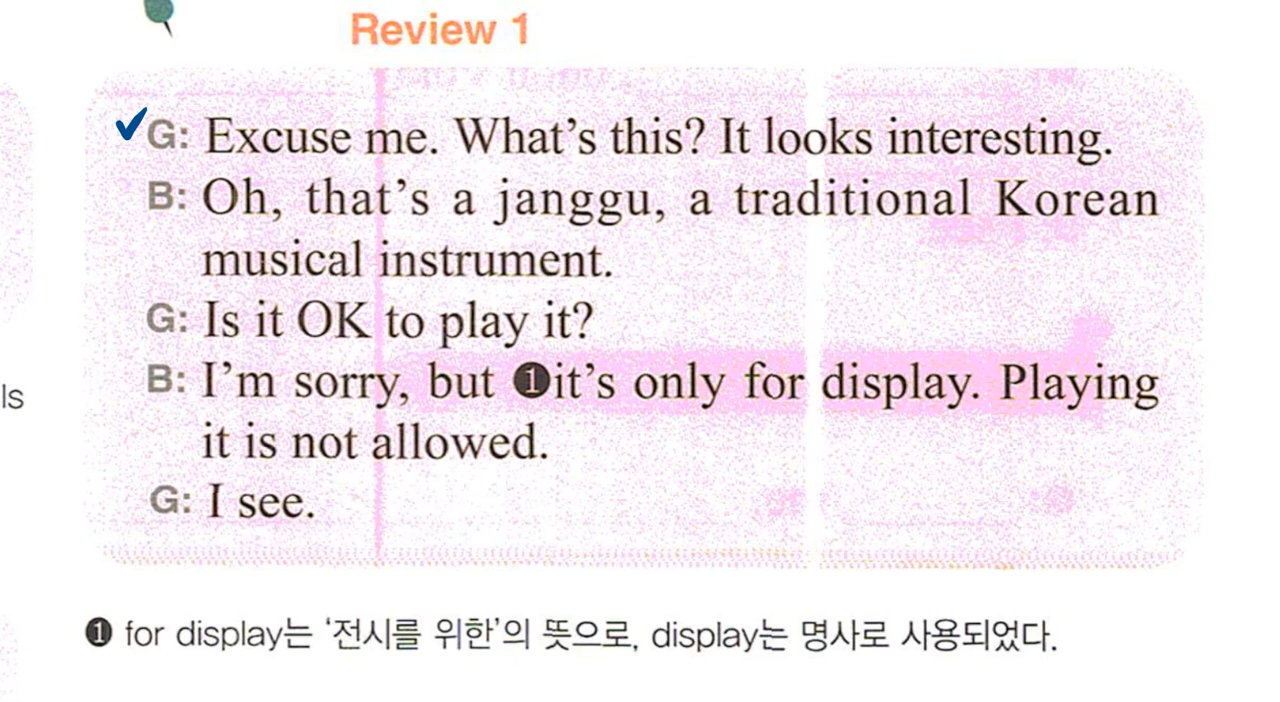 Review 1
G: Excuse me. What's this? It looks interesting.
B: Oh, that's a janggu, a traditional Korean
musical instrument.
G: Is it OK to play it?
B: I'm sorry, but ❶it's only for display. Playing
it is not allowed.
G: I see.
ls
❶ for display는 '전시를 위한'의 뜻으로, display는 명사로 사용되었다.